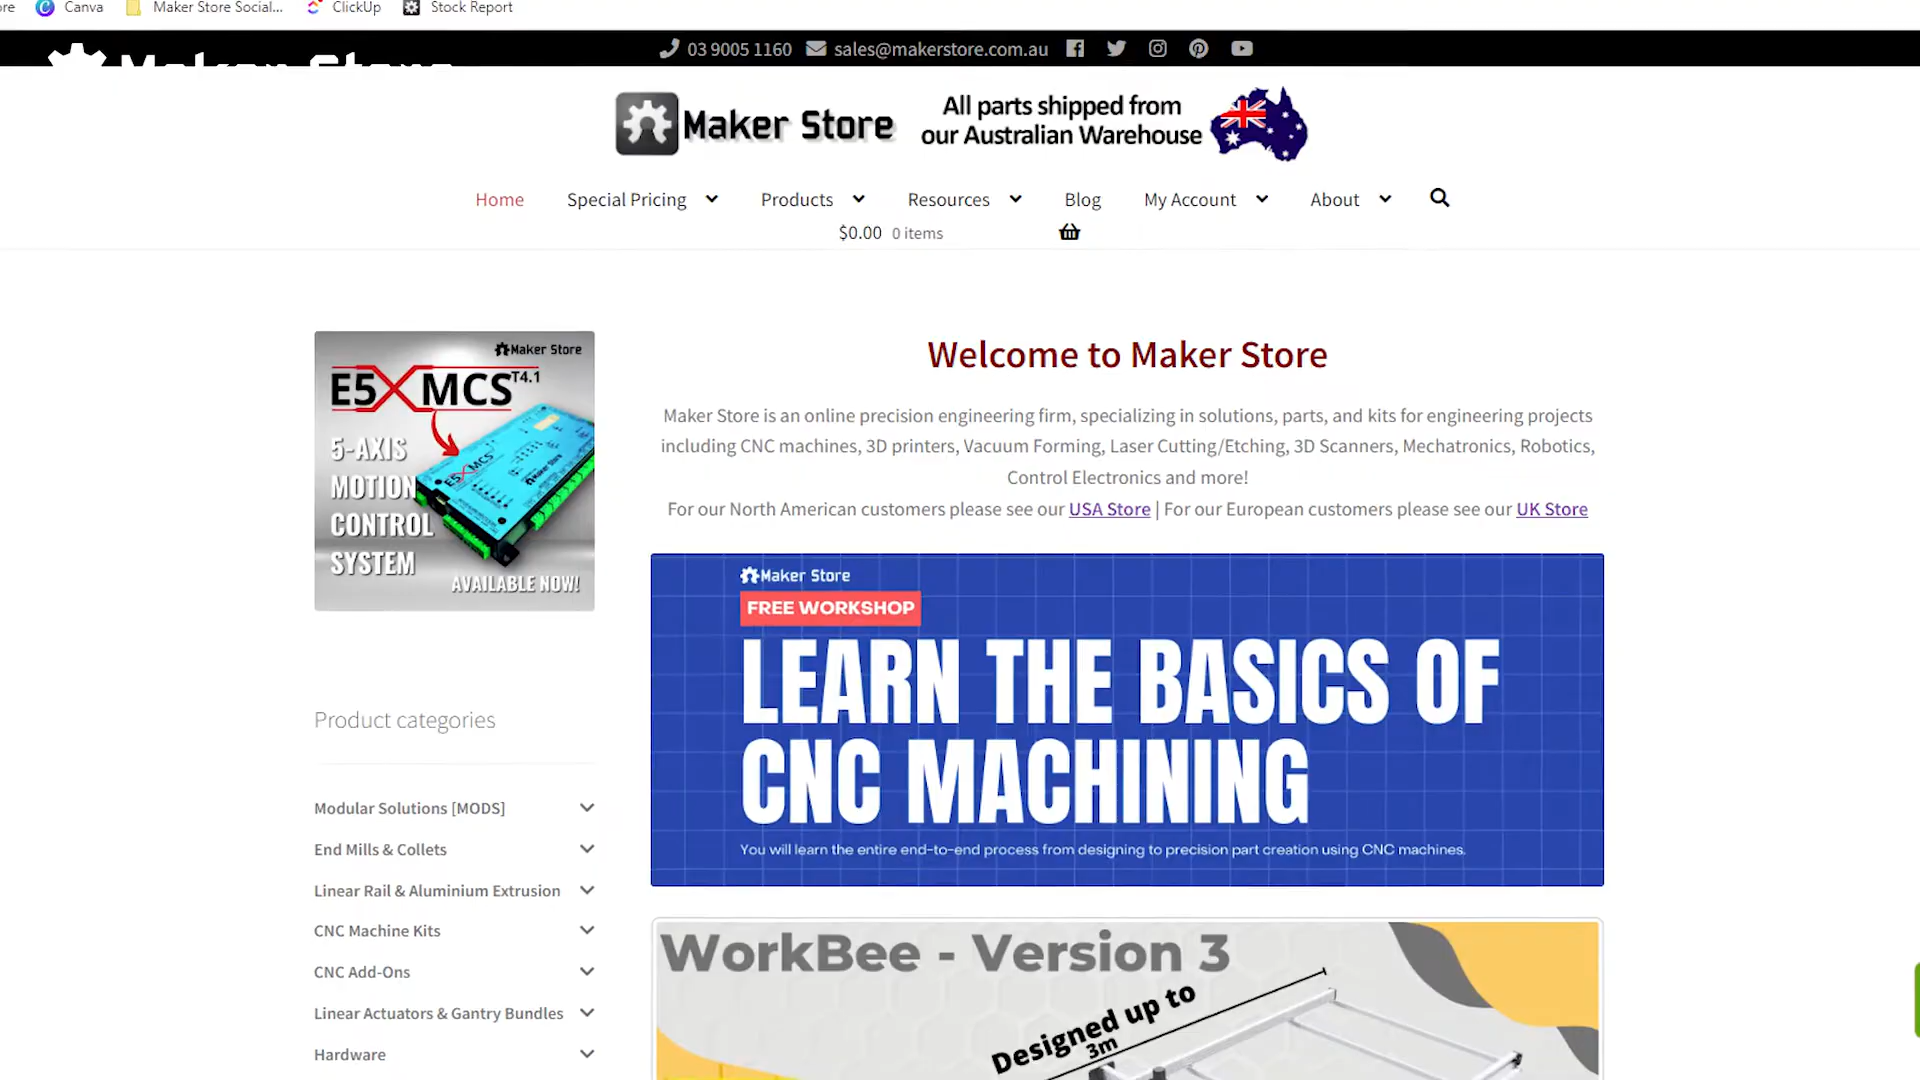 re Canva Maker Store Social... ClickUp Stock Report
Maker Store
03 9005 1160 sales@makerstore.com.au
Maker Store
All parts shipped from
our Australian Warehouse
Home Special Pricing Products Resources Blog My Account About
$0.00 0 items
Maker Store
E5XMCS T4.1
5-AXIS
MOTION
CONTROL
SYSTEM
AVAILABLE NOW!
E5XMCS
Maker Store
Product categories
Modular Solutions [MODS]
End Mills & Collets
Linear Rail & Aluminium Extrusion
CNC Machine Kits
CNC Add-Ons
Linear Actuators & Gantry Bundles
Hardware
Welcome to Maker Store
Maker Store is an online precision engineering firm, specializing in solutions, parts, and kits for engineering projects
including CNC machines, 3D printers, Vacuum Forming, Laser Cutting/Etching, 3D Scanners, Mechatronics, Robotics,
Control Electronics and more!
For our North American customers please see our USA Store | For our European customers please see our UK Store
Maker Store
FREE WORKSHOP
LEARN THE BASICS OF
CNC MACHINING
You will learn the entire end-to-end process from designing to precision part creation using CNC machines.
WorkBee - Version 3
Designed up to
3m